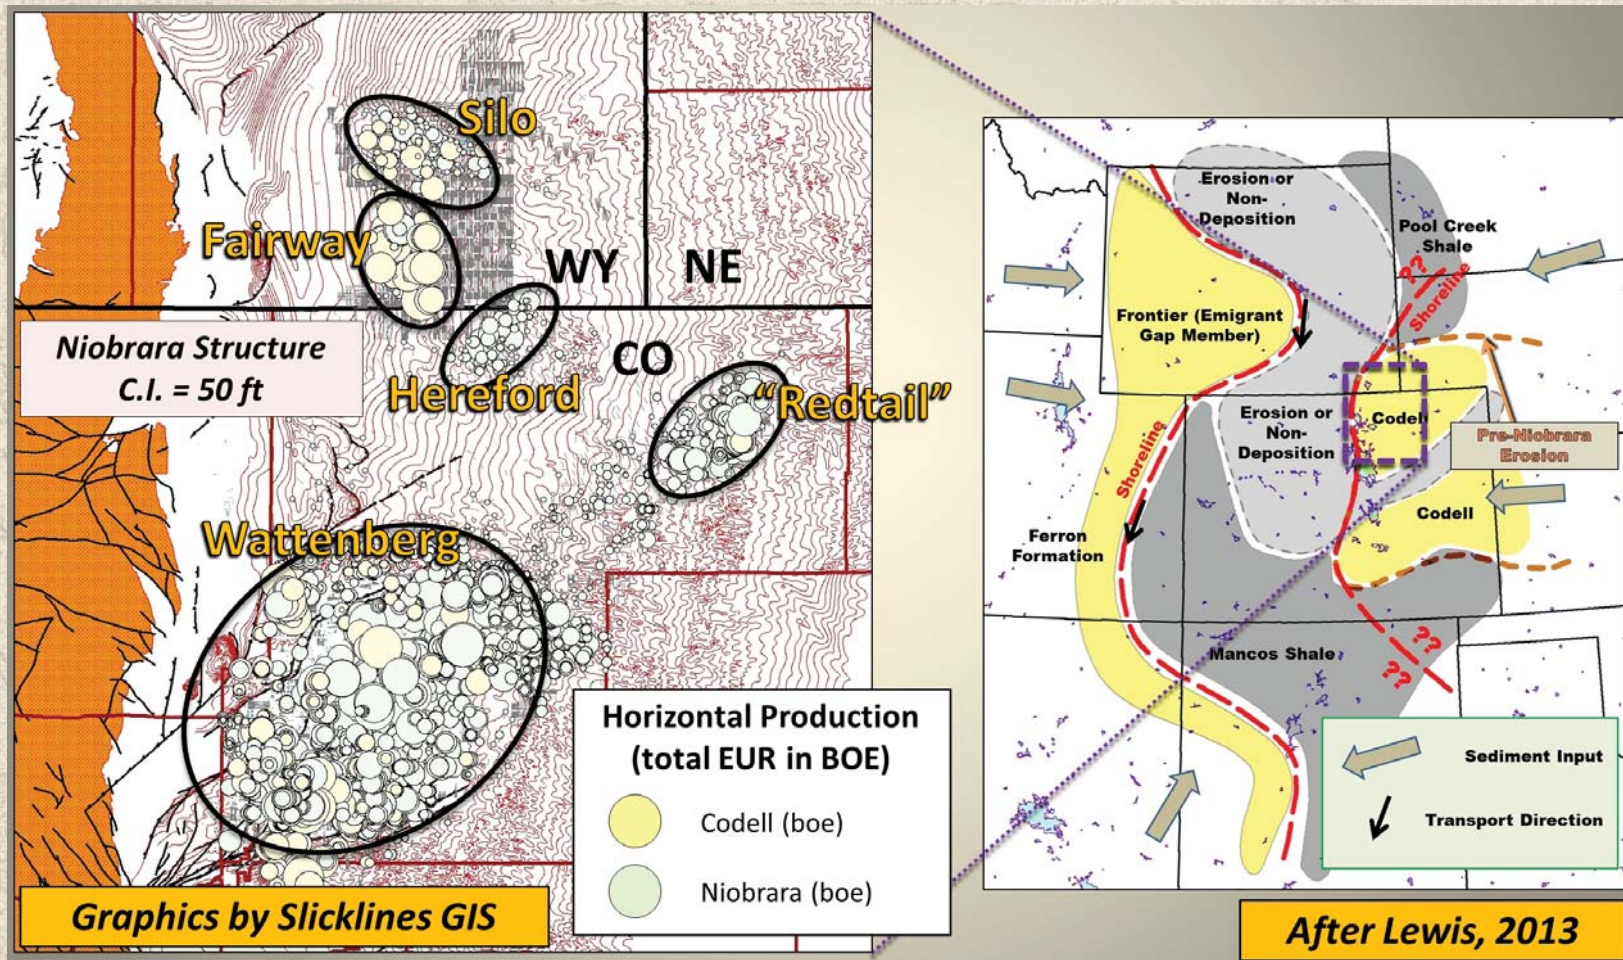 Silo
Fairway
WY
NE
Niobrara Structure
C.I. = 50 ft
CO
Hereford
“Redtail”
Wattenberg
Horizontal Production
(total EUR in BOE)
Codell (boe)
Niobrara (boe)
Graphics by Slicklines GIS
Erosion or
Non-
Deposition
Pool Creek
Shale
??
Shoreline
Frontier (Emigrant
Gap Member)
Erosion or
Non-
Deposition
Codell
Pre-Niobrara
Erosion
Shoreline
Codell
Ferron
Formation
Mancos Shale
??
??
Sediment Input
Transport Direction
After Lewis, 2013